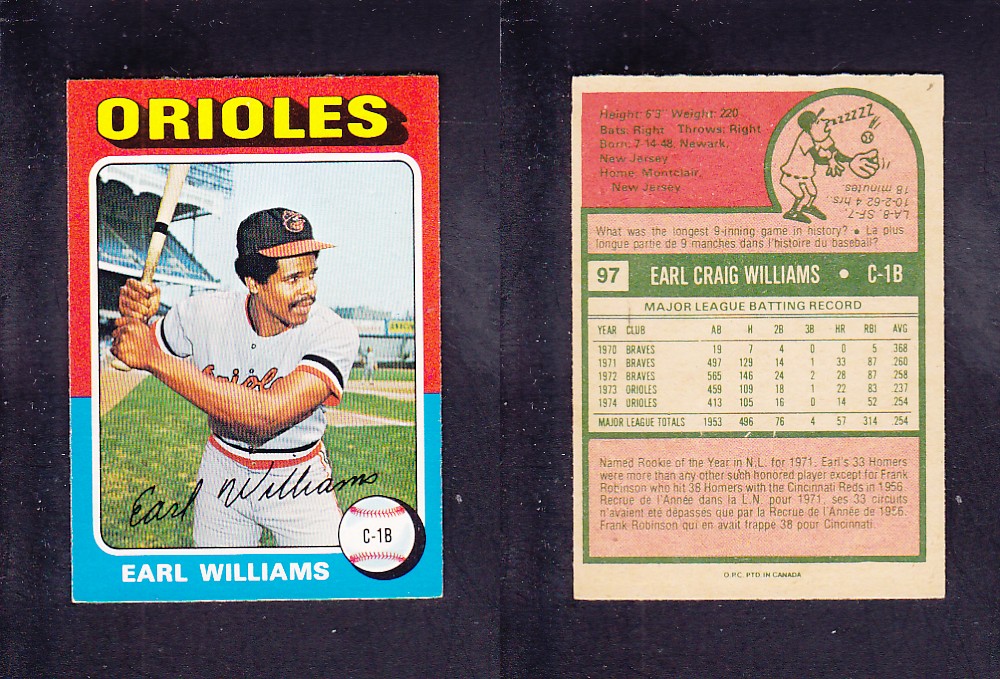 ORIOLES
Orioles
Earl Williams
C-1B
EARL WILLIAMS
Height: 6'3" Weight: 220
Bats: Right Throws: Right
Born: 7-14-48, Newark,
New Jersey
Home: Montclair,
New Jersey
ZZZZZZ
LA-8, SF-7
10-2-62 4 hrs.
18 minutes
What was the longest 9-inning game in history? • La plus
longue partie de 9 manches dans l'histoire du baseball?
97 EARL CRAIG WILLIAMS • C-1B
MAJOR LEAGUE BATTING RECORD
YEAR CLUB AB H 2B 3B HR RBI AVG
1970 BRAVES 19 7 4 0 0 5 .368
1971 BRAVES 497 129 14 1 33 87 .260
1972 BRAVES 565 146 24 2 28 87 .258
1973 ORIOLES 459 109 18 1 22 83 .237
1974 ORIOLES 413 105 16 0 14 52 .254
MAJOR LEAGUE TOTALS 1953 496 76 4 57 314 .254
Named Rookie of the Year in N.L. for 1971, Earl's 33 Homers
were more than any other such honored player except for Frank
Robinson who hit 38 Homers with the Cincinnati Reds in 1956.
Recrue de l'Année dans la L.N. pour 1971, ses 33 circuits
n'avaient été dépassés que par la Recrue de l'Année de 1956,
Frank Robinson qui en avait frappé 38 pour Cincinnati.
O.P.C. PTD. IN CANADA